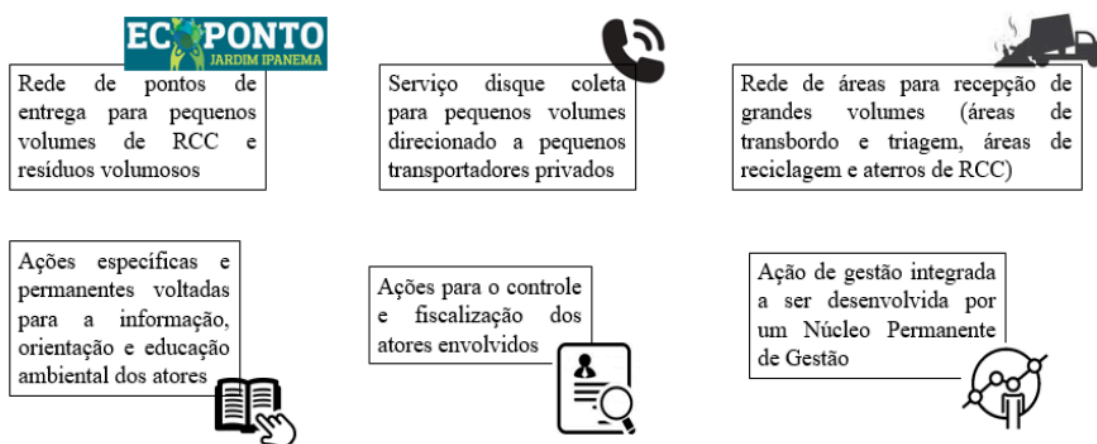 ECOPONTO
JARDIM IPANEMA
Rede de pontos de
entrega para pequenos
volumes de RCC e
resíduos volumosos
Serviço disque coleta
para pequenos volumes
direcionado a pequenos
transportadores privados
Rede de áreas para recepção de
grandes volumes (áreas de
transbordo e triagem, áreas de
reciclagem e aterros de RCC)
Ações específicas e
permanentes voltadas
para a informação,
orientação e educação
ambiental dos atores
Ações para o controle
e fiscalização dos
atores envolvidos
Ação de gestão integrada
a ser desenvolvida por
um Núcleo Permanente
de Gestão